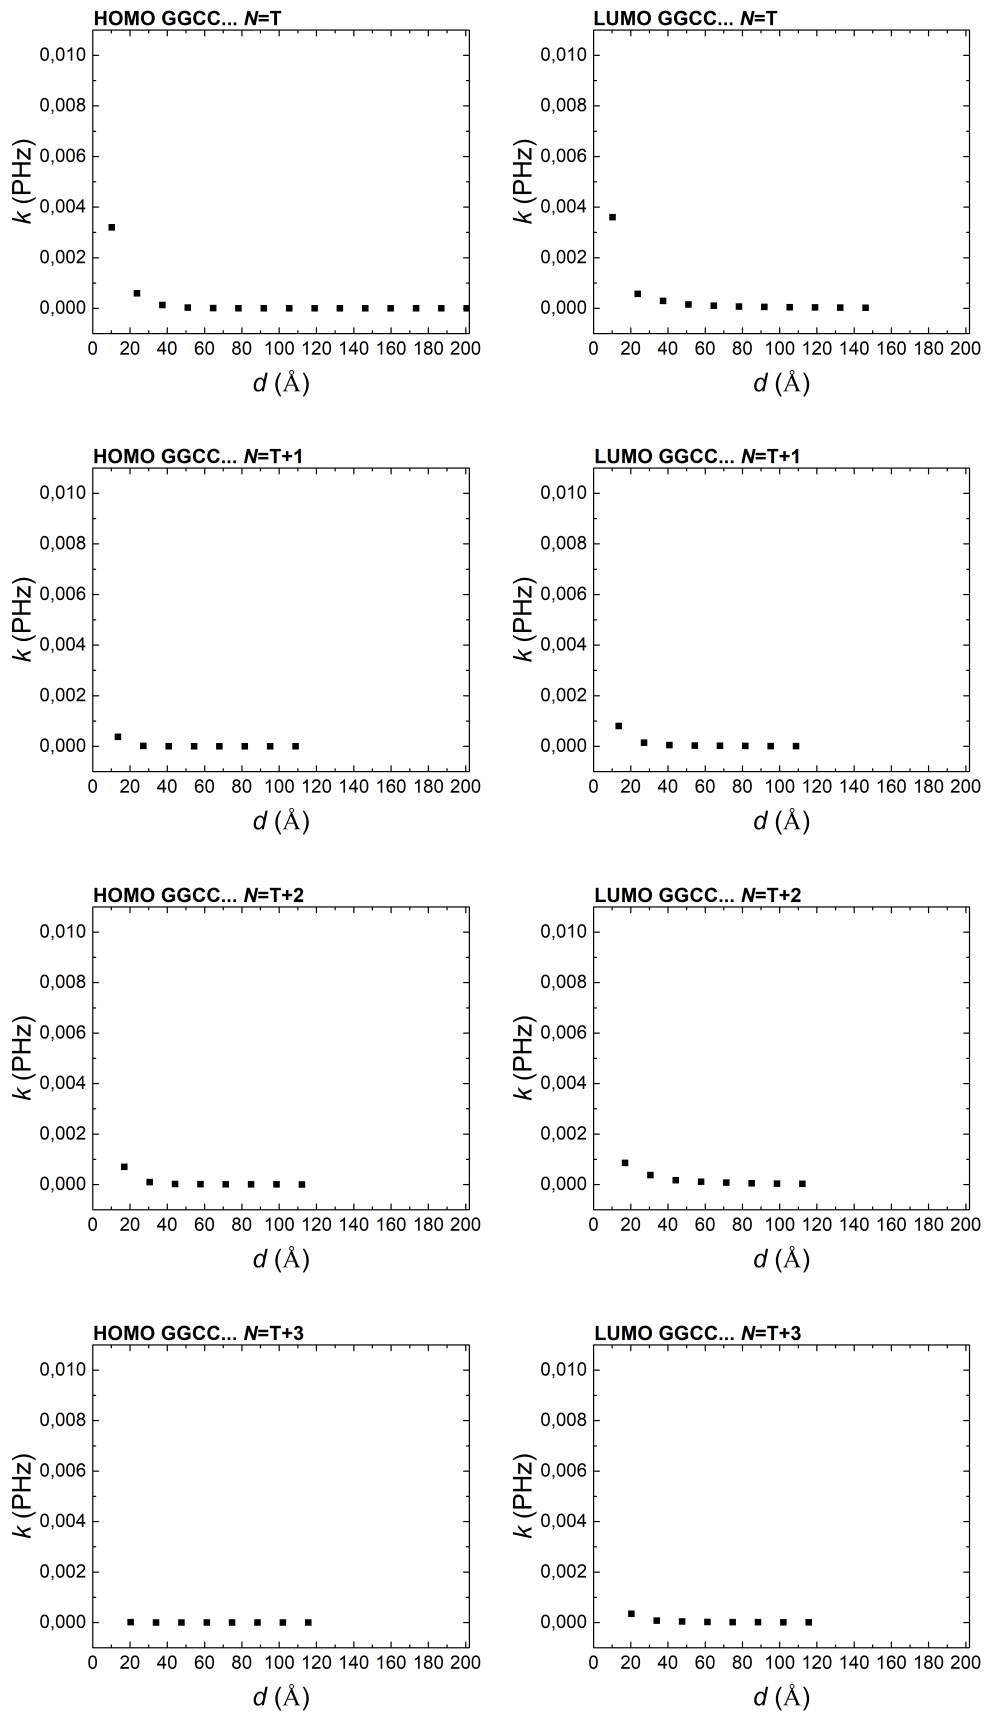 HOMO GGCC... N=T
0,010
0,008
0,006
0,004
0,002
0,000
k (PHz)
0 20 40 60 80 100 120 140 160 180 200
d (Å)
LUMO GGCC... N=T
0,010
0,008
0,006
0,004
0,002
0,000
k (PHz)
0 20 40 60 80 100 120 140 160 180 200
d (Å)
HOMO GGCC... N=T+1
0,010
0,008
0,006
0,004
0,002
0,000
k (PHz)
0 20 40 60 80 100 120 140 160 180 200
d (Å)
LUMO GGCC... N=T+1
0,010
0,008
0,006
0,004
0,002
0,000
k (PHz)
0 20 40 60 80 100 120 140 160 180 200
d (Å)
HOMO GGCC... N=T+2
0,010
0,008
0,006
0,004
0,002
0,000
k (PHz)
0 20 40 60 80 100 120 140 160 180 200
d (Å)
LUMO GGCC... N=T+2
0,010
0,008
0,006
0,004
0,002
0,000
k (PHz)
0 20 40 60 80 100 120 140 160 180 200
d (Å)
HOMO GGCC... N=T+3
0,010
0,008
0,006
0,004
0,002
0,000
k (PHz)
0 20 40 60 80 100 120 140 160 180 200
d (Å)
LUMO GGCC... N=T+3
0,010
0,008
0,006
0,004
0,002
0,000
k (PHz)
0 20 40 60 80 100 120 140 160 180 200
d (Å)